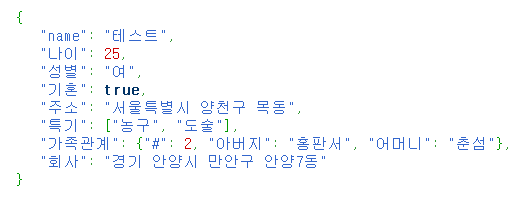 {
"name": "테스트",
"나이": 25,
"성별": "여",
"기혼": true,
"주소": "서울특별시 양천구 목동",
"특기": ["농구", "도술"],
"가족관계": {"#": 2, "아버지": "홍판서", "어머니": "춘섬"},
"회사": "경기 안양시 만안구 안양7동"
}